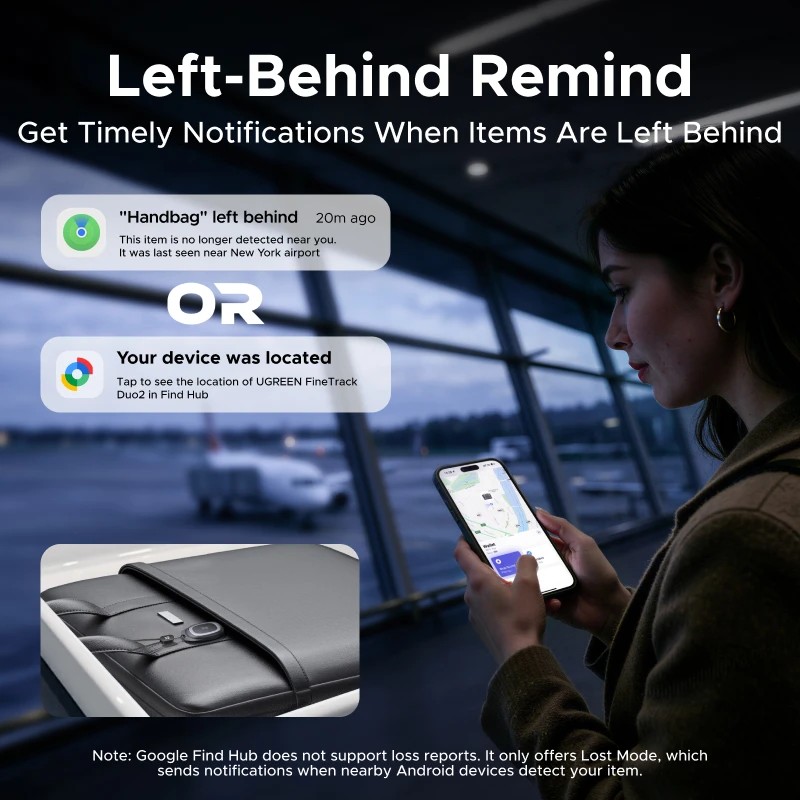 Left-Behind Remind
Get Timely Notifications When Items Are Left Behind
"Handbag" left behind 20m ago
This item is no longer detected near you.
It was last seen near New York airport
OR
Your device was located
Tap to see the location of UGREEN FineTrack
Duo2 in Find Hub
Note: Google Find Hub does not support loss reports. It only offers Lost Mode, which
sends notifications when nearby Android devices detect your item.